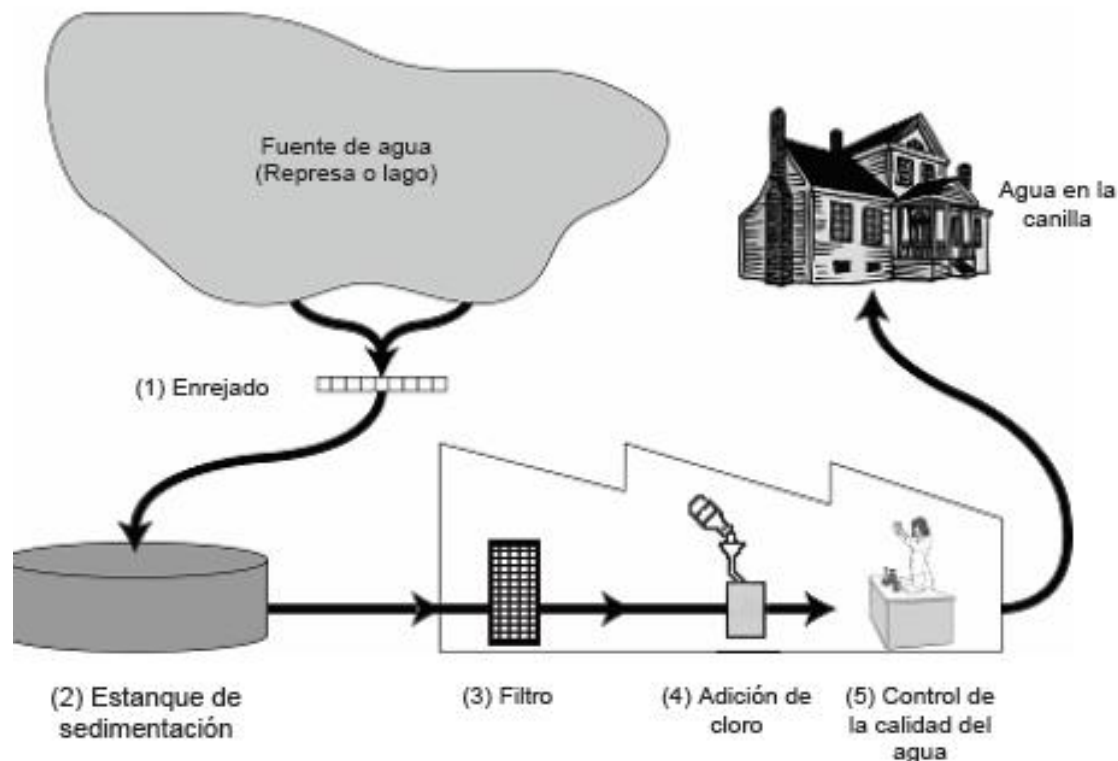 Fuente de agua
(Represa o lago)
Agua en la
canilla
(1) Enrejado
(2) Estanque de
sedimentación
(3) Filtro
(4) Adición de
cloro
(5) Control de
la calidad del
agua